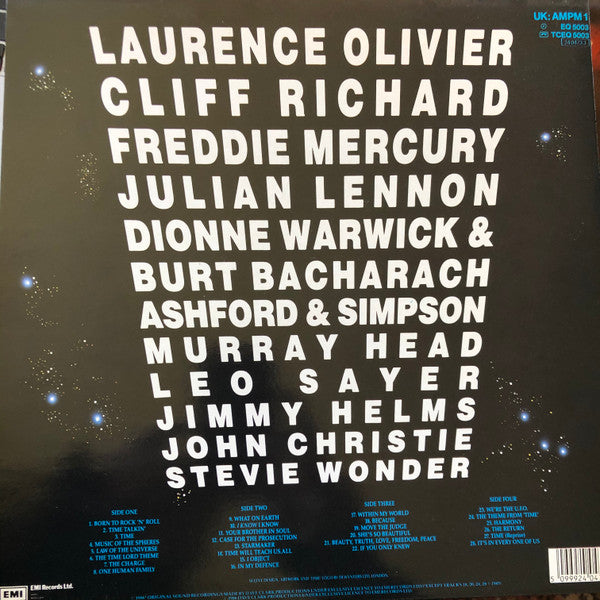 UK: AMPM 1
EQ 5003
TCEQ 5003
LAURENCE OLIVIER
CLIFF RICHARD
FREDDIE MERCURY
JULIAN LENNON
DIONNE WARWICK &
BURT BACHARACH
ASHFORD & SIMPSON
MURRAY HEAD
LEO SAYER
JIMMY HELMS
JOHN CHRISTIE
STEVIE WONDER
SIDE ONE
1. BORN TO ROCK 'N' ROLL
2. TIME TALKIN'
3. TIME
4. MUSIC OF THE SPHERES
5. LAW OF THE UNIVERSE
6. THE TIME LORD THEME
7. THE CHARGE
8. ONE HUMAN FAMILY
SIDE TWO
9. WHAT ON EARTH
10. I KNOW I KNOW
11. YOUR BROTHER IN SOUL
12. CASE FOR THE PROSECUTION
13. STARMAKER
14. TIME WILL TEACH US ALL
15. I OBJECT
16. IN MY DEFENCE
SIDE THREE
17. WITHIN MY WORLD
18. BECAUSE
19. MOVE THE JUDGE
20. SHE'S SO BEAUTIFUL
21. BEAUTY, TRUTH, LOVE, FREEDOM, PEACE
22. IF YOU ONLY KNEW
SIDE FOUR
23. WE'RE THE U.F.O.
24. THE THEME FROM 'TIME'
25. HARMONY
26. THE RETURN
27. TIME (Reprise)
28. IT'S IN EVERY ONE OF US
EMI
EMI Records Ltd.
5 099924 04